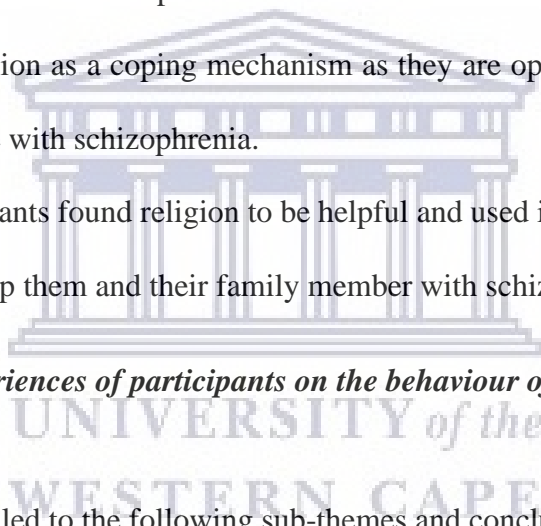 ion as a coping mechanism as they are op
with schizophrenia.
ants found religion to be helpful and used i
p them and their family member with schiz
riences of participants on the behaviour o
UNIVERSITY of the
WESTERN CAPE
led to the following sub-themes and concl